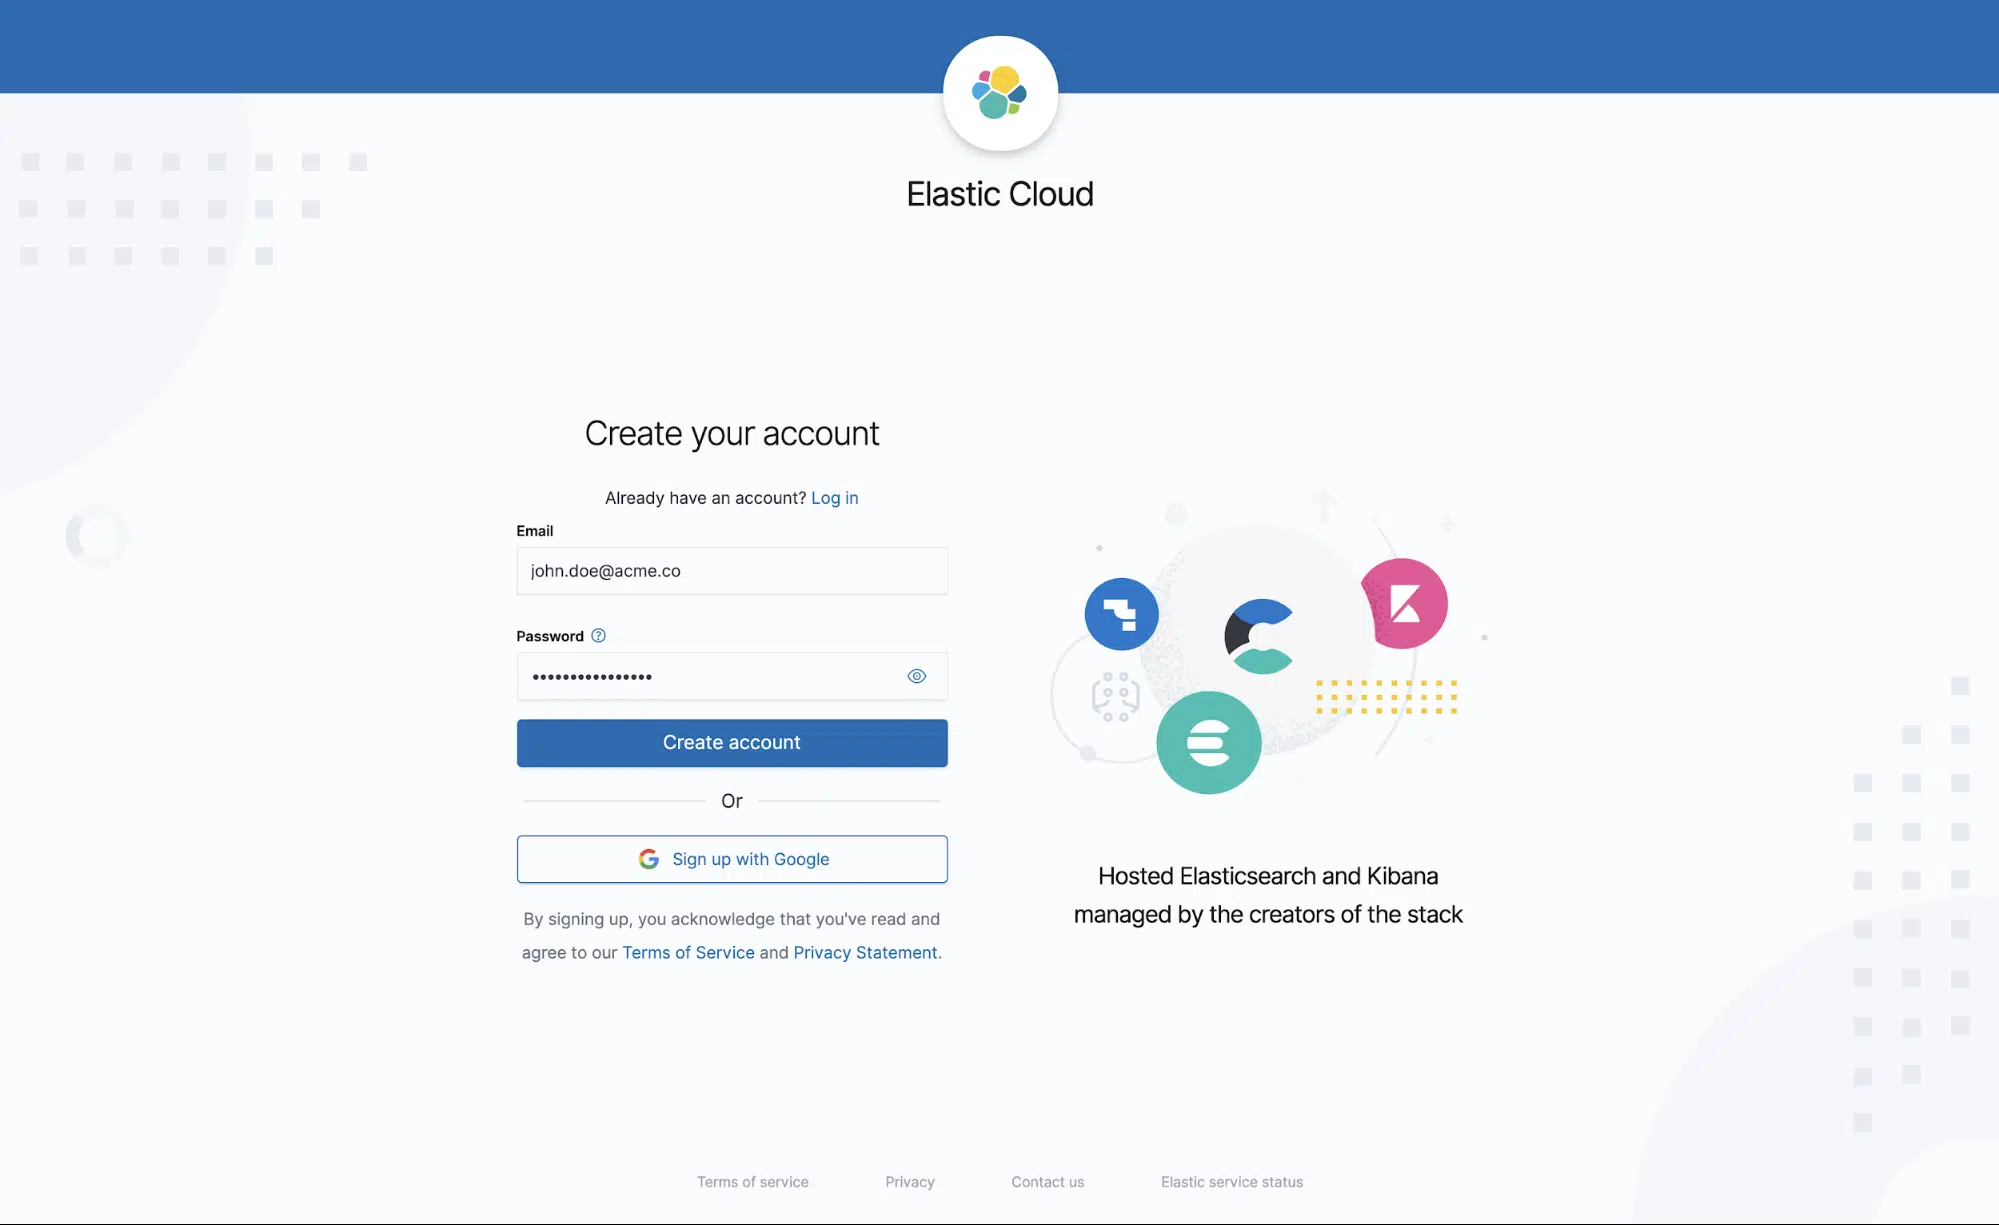 Elastic Cloud
Create your account
Already have an account? Log in
Email
john.doe@acme.co
Password
••••••••••••••••
Create account
Or
Sign up with Google
By signing up, you acknowledge that you've read and
agree to our Terms of Service and Privacy Statement.
Hosted Elasticsearch and Kibana
managed by the creators of the stack
Terms of service
Privacy
Contact us
Elastic service status